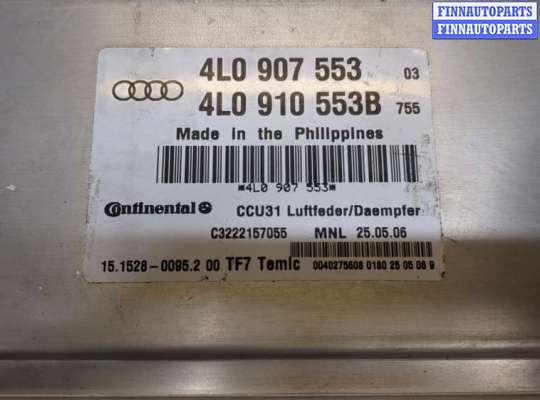 FINNAUTOPARTS
FINNAUTOPARTS
4L0 907 553 03
4L0 910 553B 755
Made in the Philippines
*4L0 907 553*
Continental CCU31 Luftfeder/Daempfer
C3222157055 MNL 25.05.06
15.1528-0095.2 00 TF7 Temic 0040275608 0180 25 05 06 9